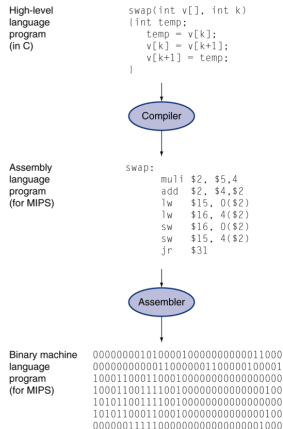 High-level
language
program
(in C)
swap(int v[], int k)
{int temp;
temp = v[k];
v[k] = v[k+1];
v[k+1] = temp;
}
Compiler
Assembly
language
program
(for MIPS)
swap:
muli $2, $5,4
add $2, $4,$2
lw $15, 0($2)
lw $16, 4($2)
sw $16, 0($2)
sw $15, 4($2)
jr $31
Assembler
Binary machine
language
program
(for MIPS)
00000000101000010000000000011000
00000000000110000001100000100001
10001100011000100000000000000000
10001100111100100000000000000100
10101100111100100000000000000000
10101100011000100000000000000100
00000011111000000000000000001000